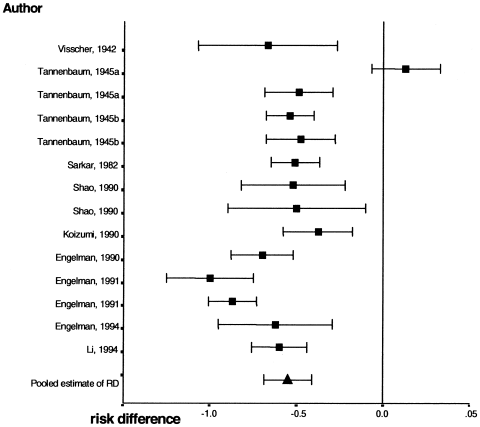 Author
Visscher, 1942
Tannenbaum, 1945a
Tannenbaum, 1945a
Tannenbaum, 1945b
Tannenbaum, 1945b
Sarkar, 1982
Shao, 1990
Shao, 1990
Koizumi, 1990
Engelman, 1990
Engelman, 1991
Engelman, 1991
Engelman, 1994
Li, 1994
Pooled estimate of RD
risk difference -1.0 -0.5 0.0 .05